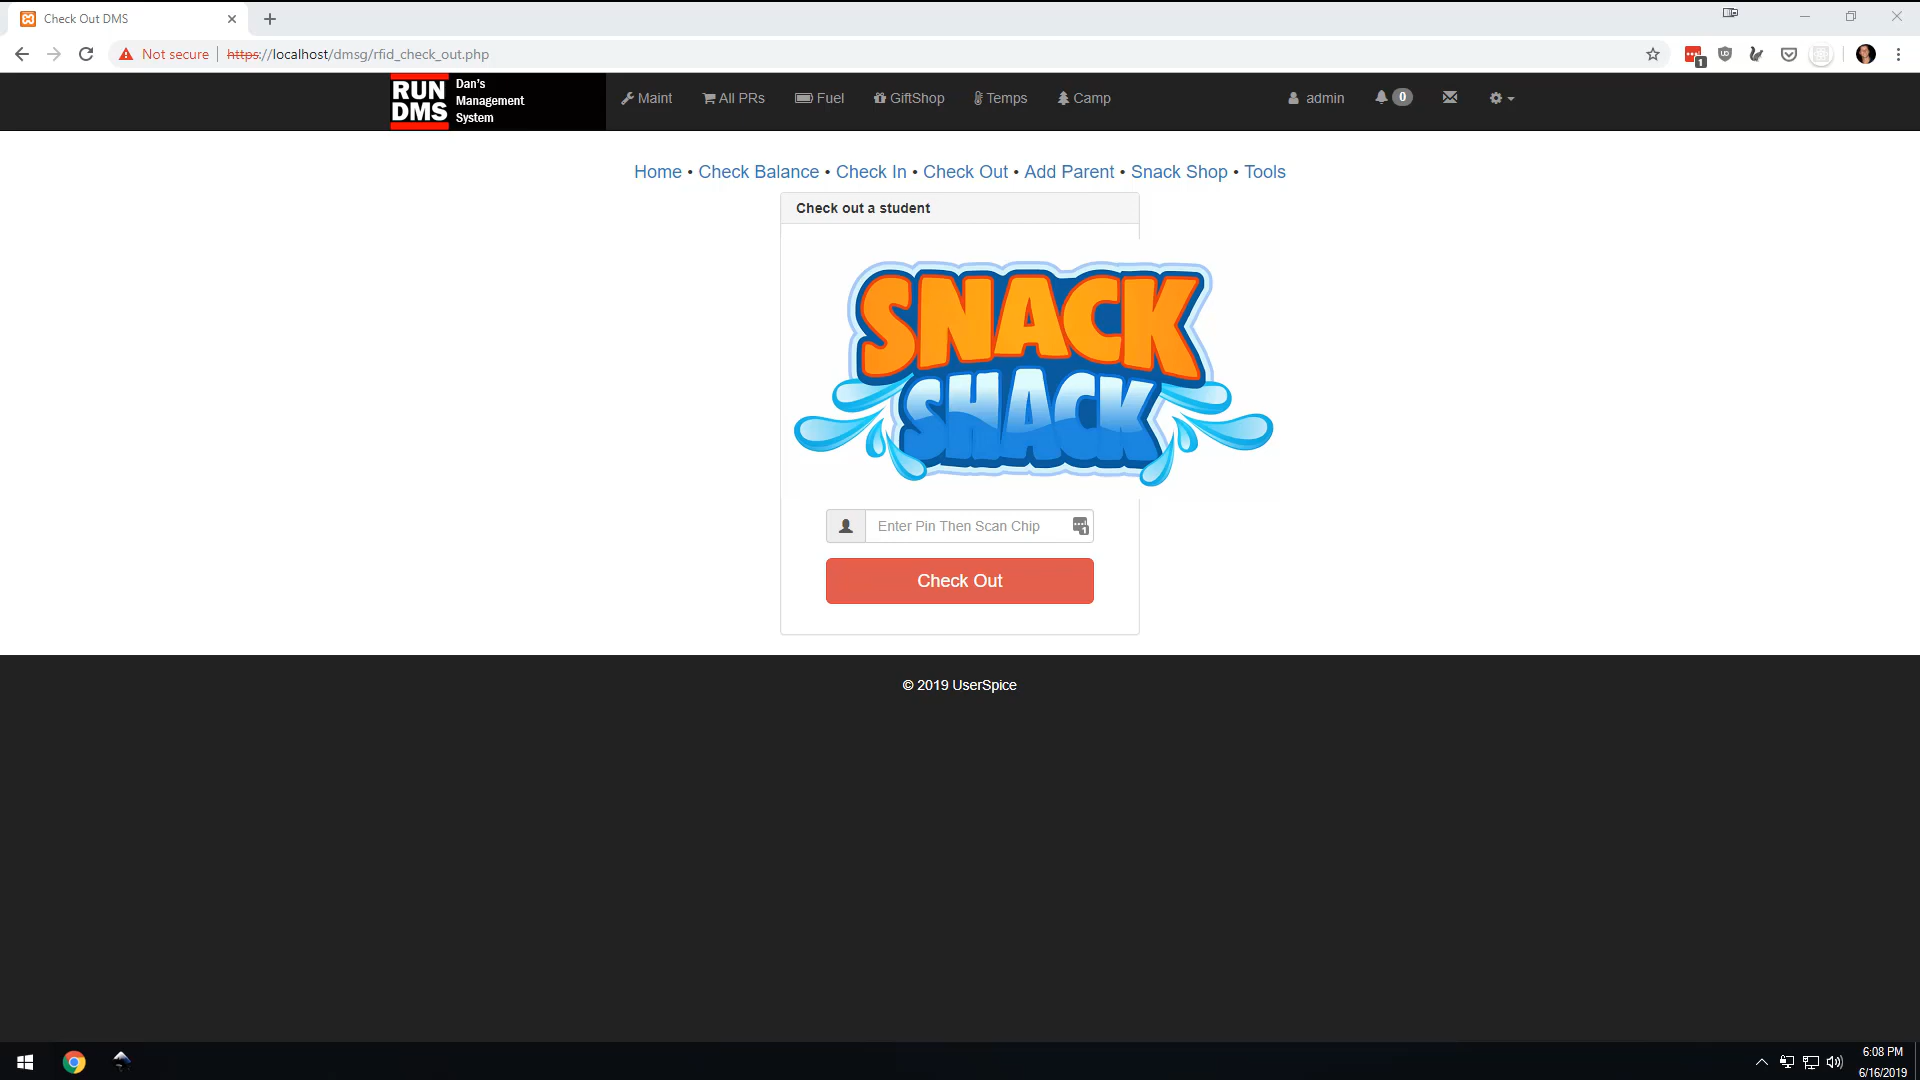 Check Out DMS
Not secure
https://localhost/dmsg/rfid_check_out.php
1
RUN DMS
Dan's
Management
System
Maint
All PRs
Fuel
GiftShop
Temps
Camp
admin
0
Home • Check Balance • Check In • Check Out • Add Parent • Snack Shop • Tools
Check out a student
SNACK
SHACK
Enter Pin Then Scan Chip
1
Check Out
© 2019 UserSpice
6:08 PM
6/16/2019